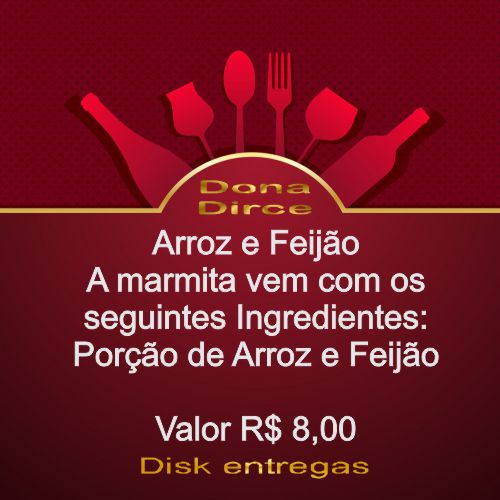 Dona
Dirce
Arroz e Feijão
A marmita vem com os
seguintes Ingredientes:
Porção de Arroz e Feijão
Valor R$ 8,00
Disk entregas